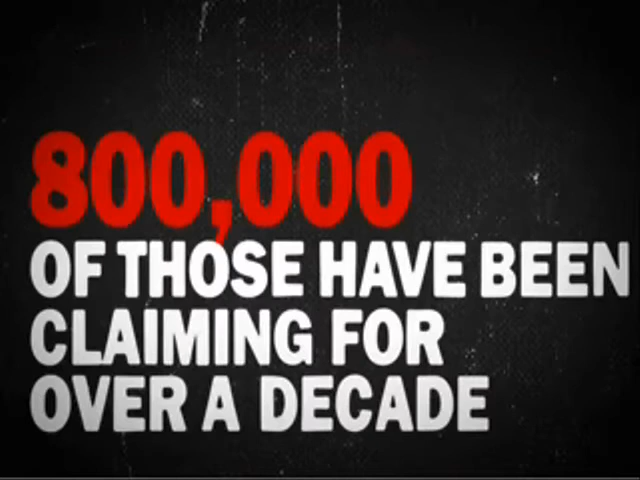 800,000
OF THOSE HAVE BEEN
CLAIMING FOR
OVER A DECADE